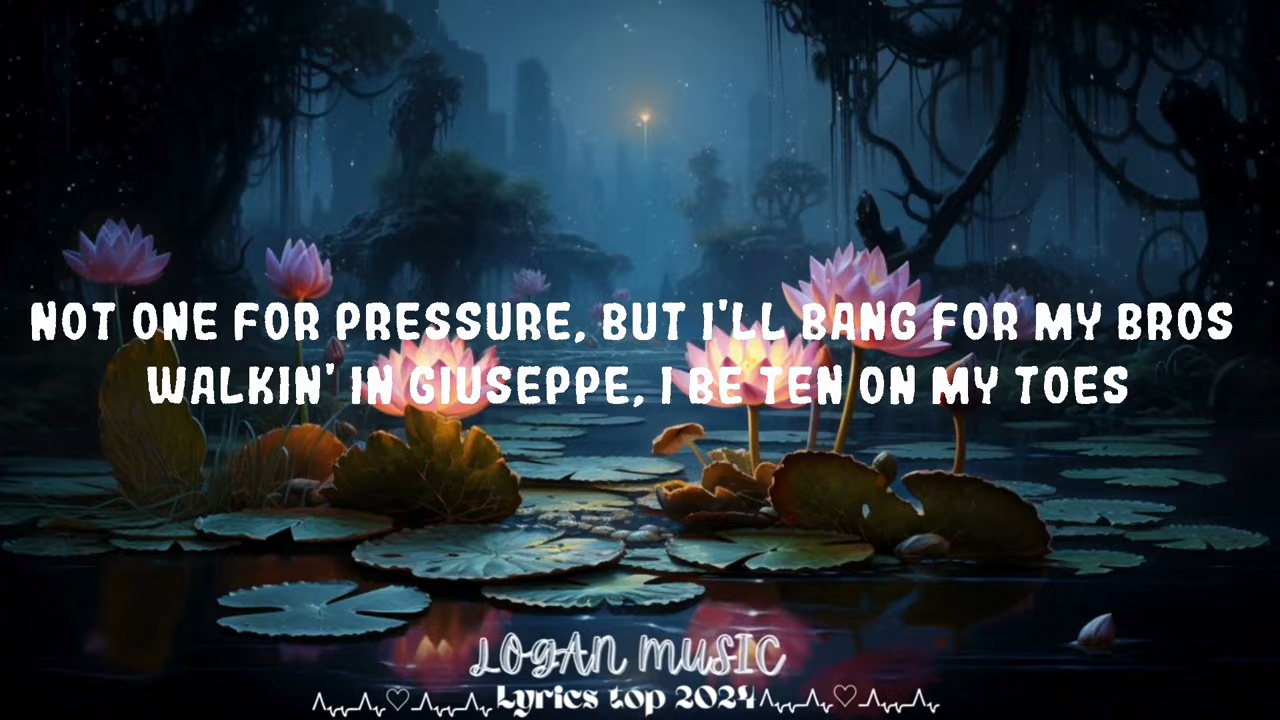 NOT ONE FOR PRESSURE, BUT I'LL BANG FOR MY BROS
WALKIN' IN GIUSEPPE, I BE TEN ON MY TOES
LOGAN MUSIC
Lyrics top 2024